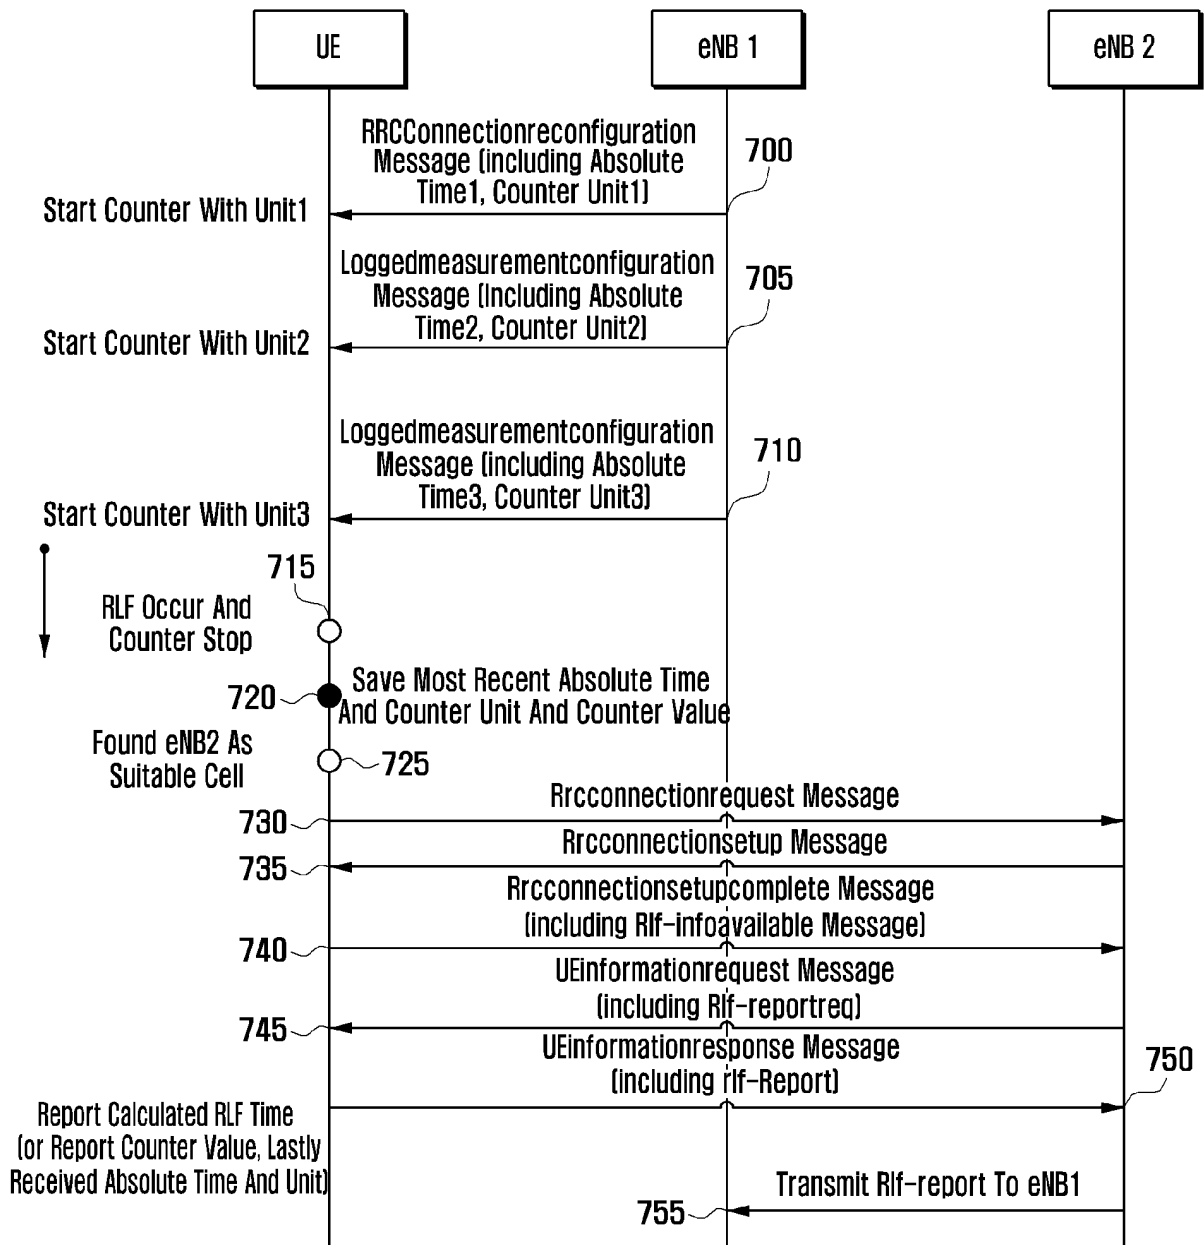 UE
eNB 1
eNB 2
RRCConnectionreconfiguration
Message (including Absolute
Time1, Counter Unit1)
700
Start Counter With Unit1
Loggedmeasurementconfiguration
Message (Including Absolute
Time2, Counter Unit2)
705
Start Counter With Unit2
Loggedmeasurementconfiguration
Message (including Absolute
Time3, Counter Unit3)
710
Start Counter With Unit3
715
RLF Occur And
Counter Stop
720
Save Most Recent Absolute Time
And Counter Unit And Counter Value
Found eNB2 As
Suitable Cell
725
Rrcconnectionrequest Message
730
Rrcconnectionsetup Message
735
Rrcconnectionsetupcomplete Message
(including Rlf-infoavailable Message)
740
UEinformationrequest Message
(including Rlf-reportreq)
745
UEinformationresponse Message
(including rlf-Report)
750
Report Calculated RLF Time
(or Report Counter Value, Lastly
Received Absolute Time And Unit)
Transmit Rlf-report To eNB1
755